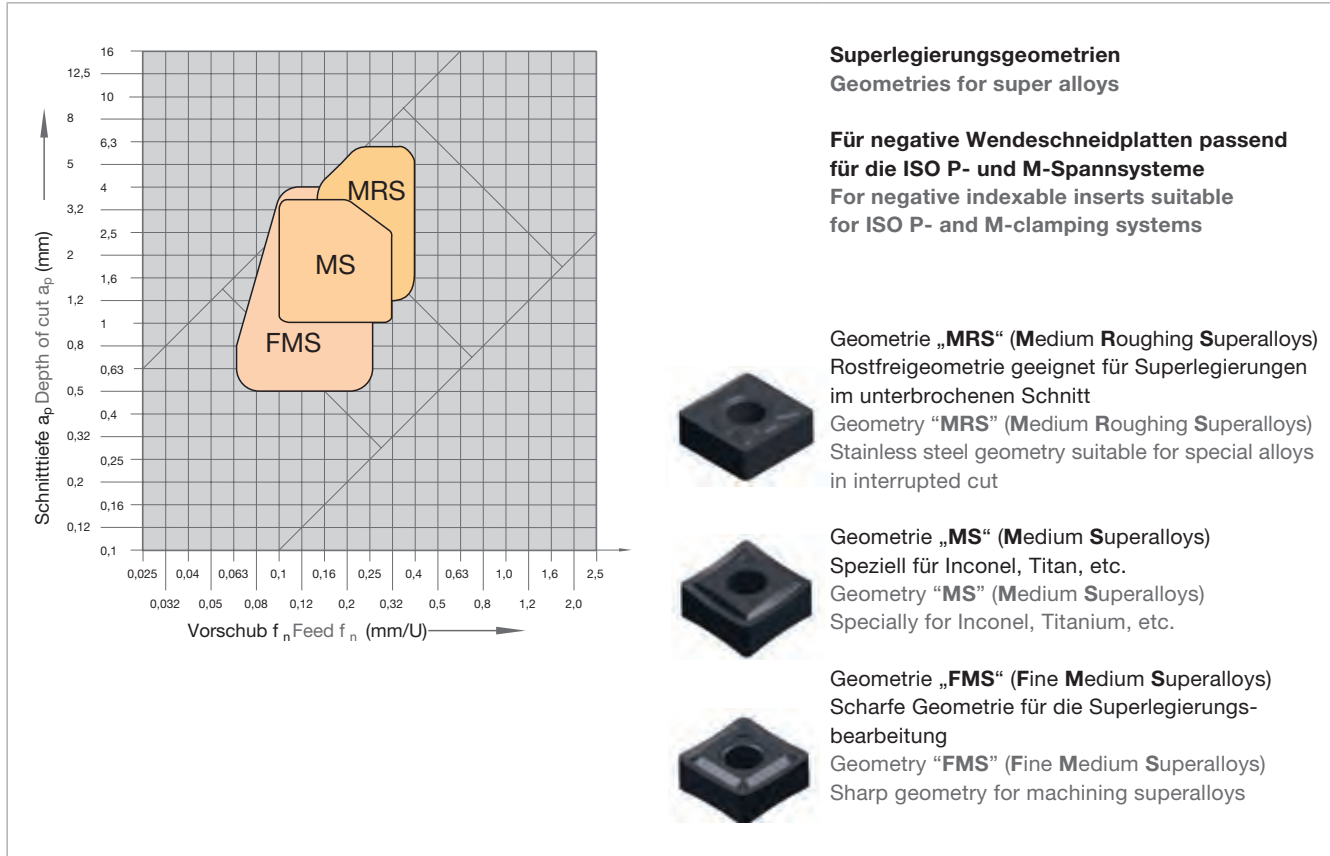 16
12,5
10
8
6,3
5
4
3,2
2,5
2
1,6
1,2
1
0,8
0,63
0,5
0,4
0,32
0,25
0,2
0,16
0,12
0,1
Schnitttiefe ap Depth of cut ap (mm)
MRS
MS
FMS
0,025 0,04 0,063 0,1 0,16 0,25 0,4 0,63 1,0 1,6 2,5
0,032 0,05 0,08 0,12 0,2 0,32 0,5 0,8 1,2 2,0
Vorschub f n Feed f n (mm/U)
Superlegierungsgeometrien
Geometries for super alloys
Für negative Wendeschneidplatten passend
für die ISO P- und M-Spannsysteme
For negative indexable inserts suitable
for ISO P- and M-clamping systems
Geometrie „MRS“ (Medium Roughing Superalloys)
Rostfreigeometrie geeignet für Superlegierungen
im unterbrochenen Schnitt
Geometry “MRS” (Medium Roughing Superalloys)
Stainless steel geometry suitable for special alloys
in interrupted cut
Geometrie „MS“ (Medium Superalloys)
Speziell für Inconel, Titan, etc.
Geometry “MS” (Medium Superalloys)
Specially for Inconel, Titanium, etc.
Geometrie „FMS“ (Fine Medium Superalloys)
Scharfe Geometrie für die Superlegierungs-
bearbeitung
Geometry “FMS” (Fine Medium Superalloys)
Sharp geometry for machining superalloys